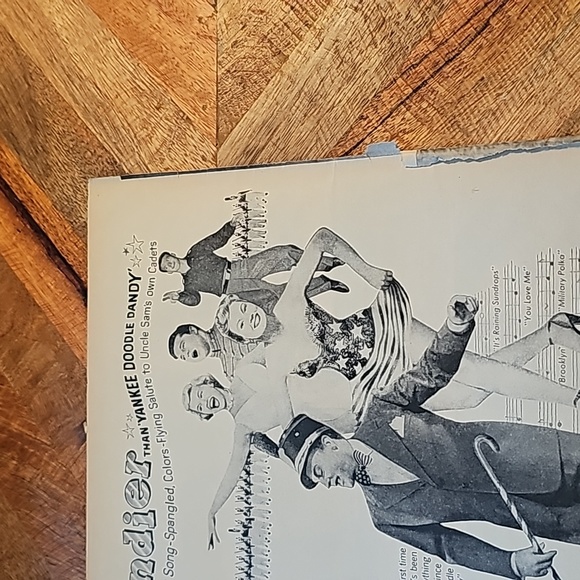 ndier
THAN 'YANKEE DOODLE DANDY'
Song-Spangled, Colors-Flying Salute to Uncle Sam's own Cadets
"It's Raining Sundrops"
"You Love Me"
"Military Polka"
"Brooklyn
rst time
's been
thing
ance
die